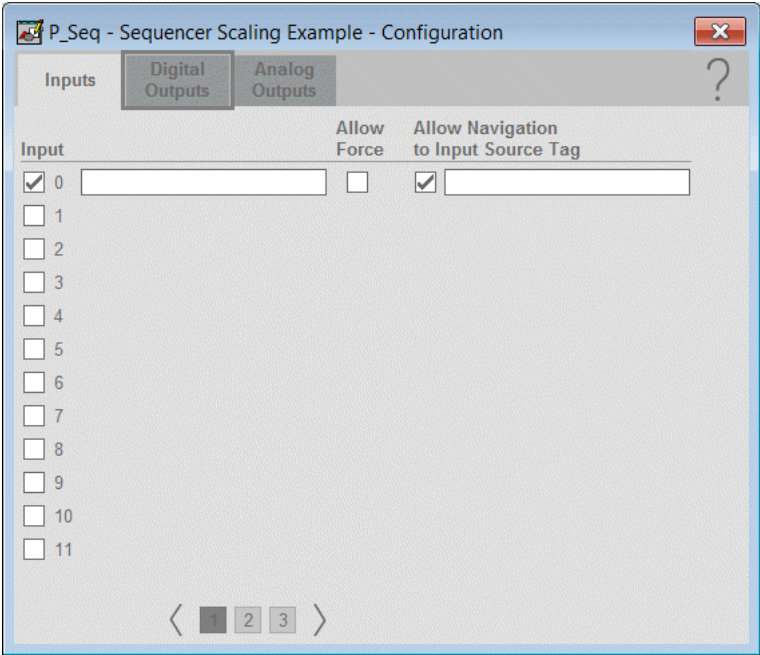 P_Seq - Sequencer Scaling Example - Configuration
Inputs
Digital
Outputs
Analog
Outputs
?
Input
Allow
Force
Allow Navigation
to Input Source Tag
0
1
2
3
4
5
6
7
8
9
10
11
1 2 3